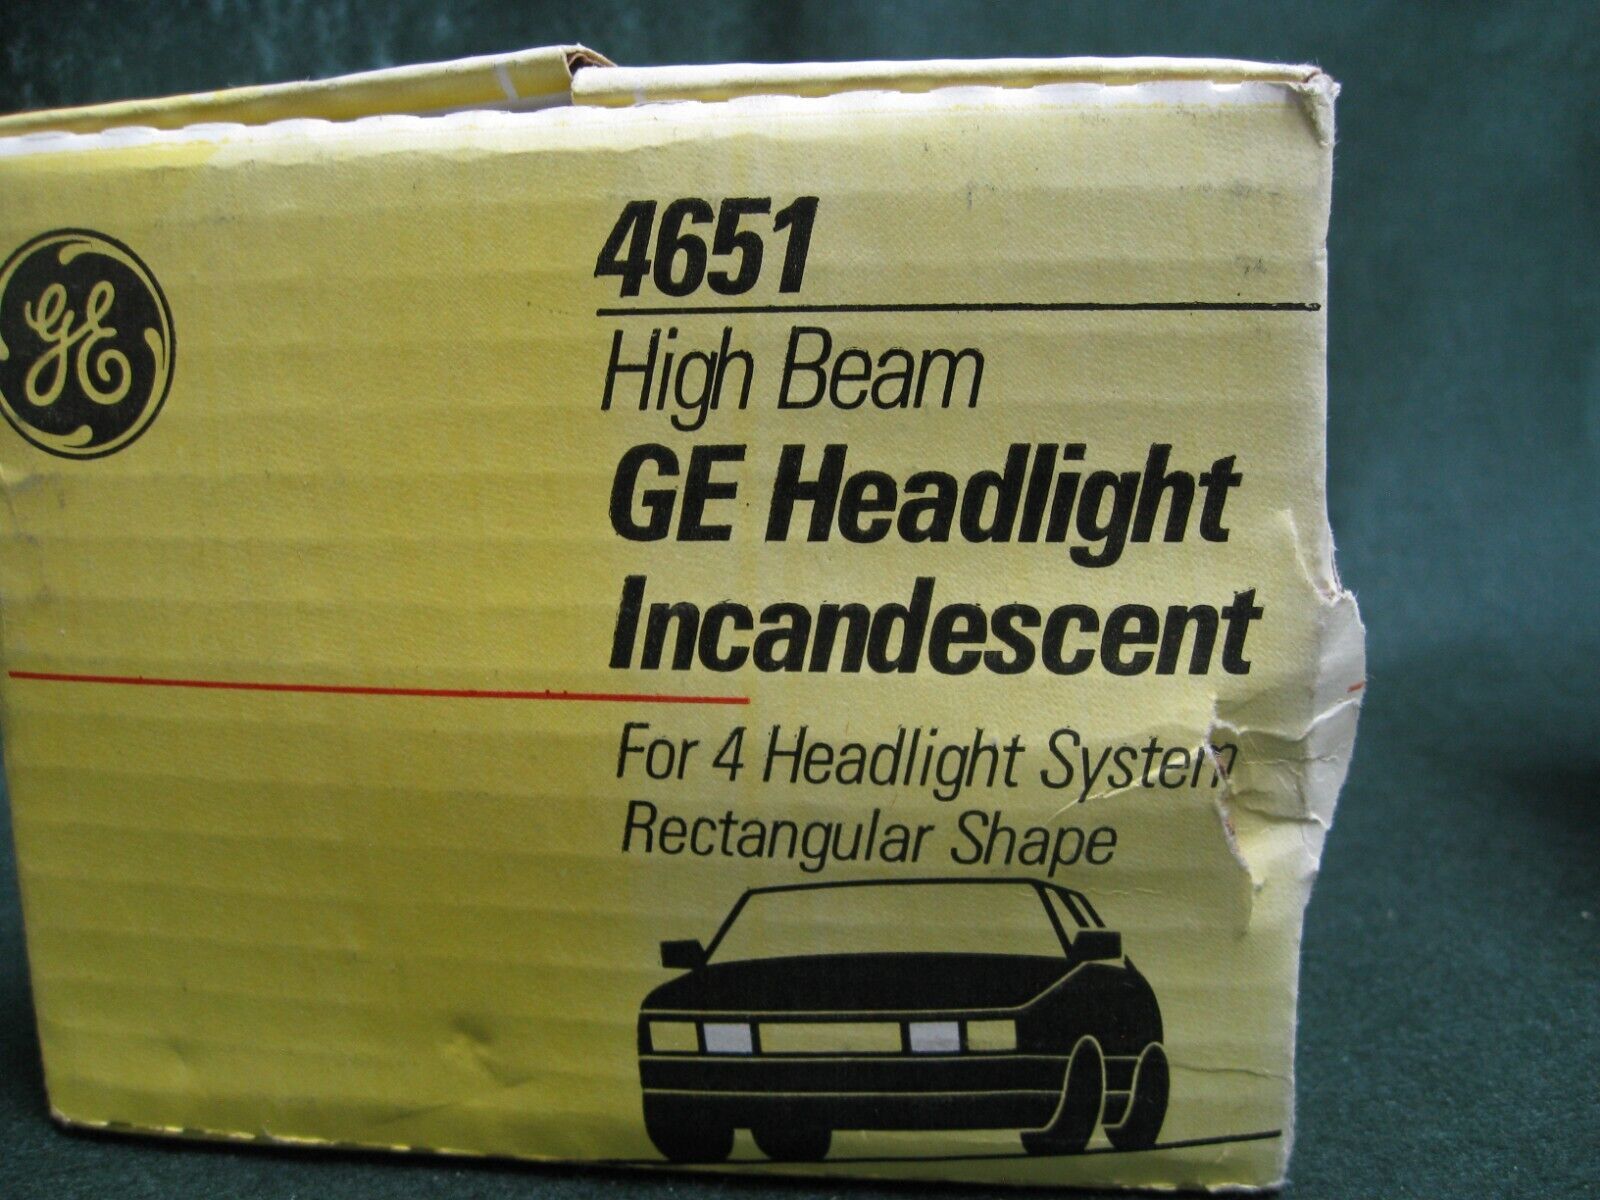 GE
4651
High Beam
GE Headlight
Incandescent
For 4 Headlight System
Rectangular Shape